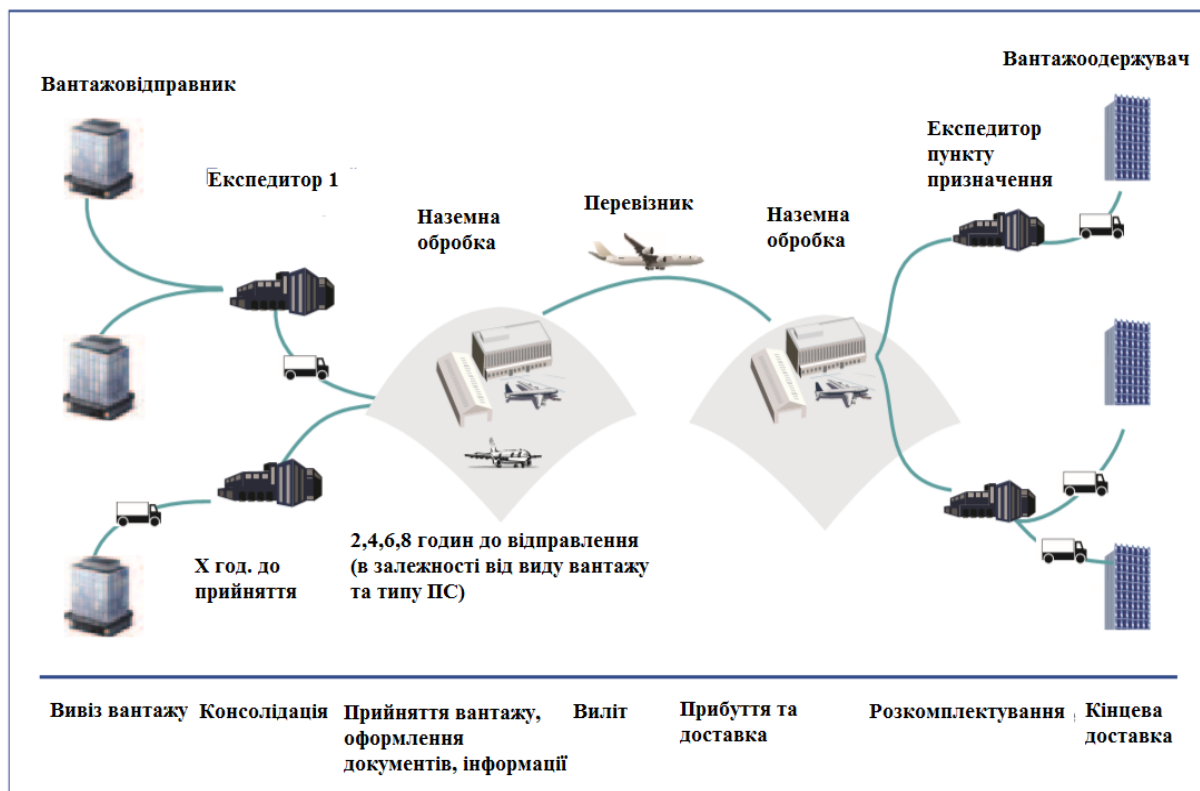 Вантажовідправник
Експедитор 1
Наземна
обробка
Перевізник
Наземна
обробка
Експедитор
пункту
призначення
Вантажоодержувач
Х год. до
прийняття
2,4,6,8 годин до відправлення
(в залежності від виду вантажу
та типу ПС)
Вивіз вантажу
Консолідація
Прийняття вантажу,
оформлення
документів, інформації
Виліт
Прибуття та
доставка
Розкомплектування
Кінцева
доставка